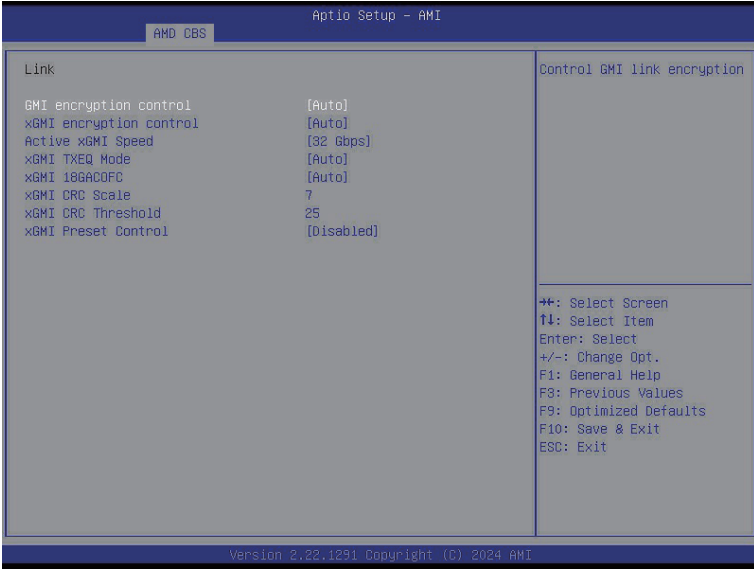 Aptio Setup – AMI
AMD CBS
Link
GMI encryption control [Auto]
xGMI encryption control [Auto]
Active xGMI Speed [32 Gbps]
xGMI TXEQ Mode [Auto]
xGMI 18GACOFC [Auto]
xGMI CRC Scale 7
xGMI CRC Threshold 25
xGMI Preset Control [Disabled]
Control GMI link encryption
→←: Select Screen
↑↓: Select Item
Enter: Select
+/-: Change Opt.
F1: General Help
F3: Previous Values
F9: Optimized Defaults
F10: Save & Exit
ESC: Exit
Version 2.22.1291 Copyright (C) 2024 AMI